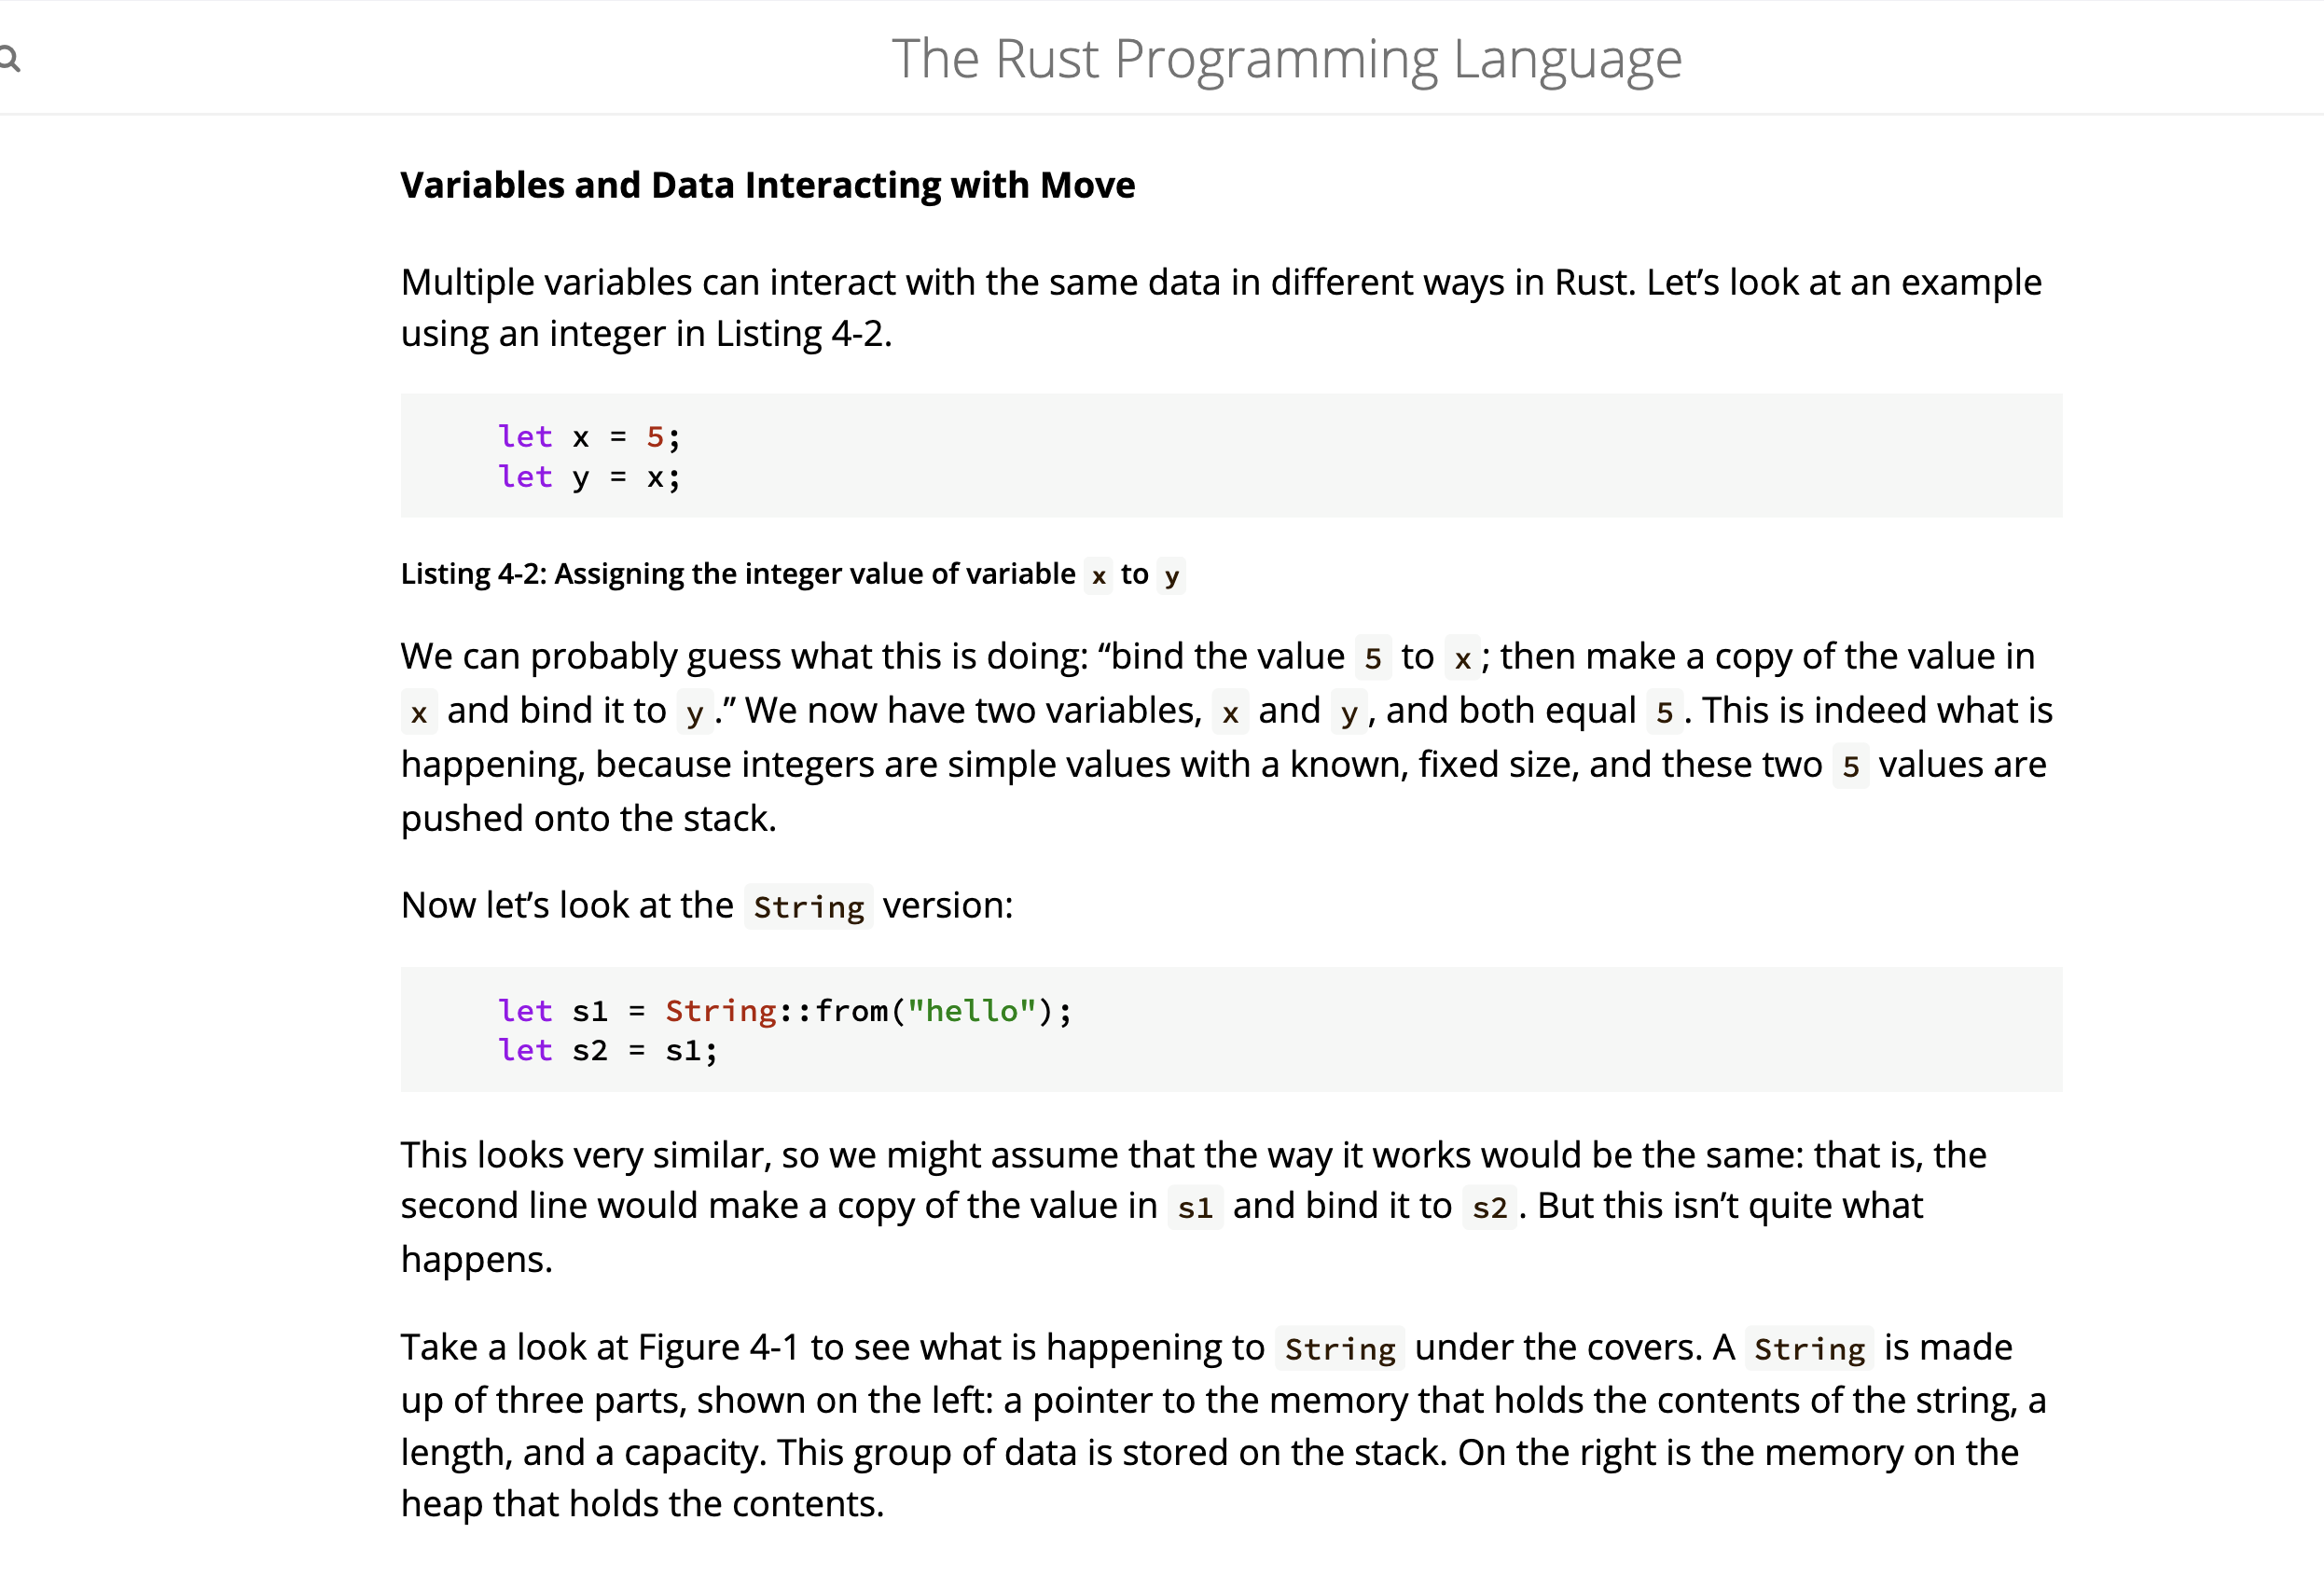 The Rust Programming Language
Variables and Data Interacting with Move
Multiple variables can interact with the same data in different ways in Rust. Let’s look at an example
using an integer in Listing 4-2.
let x = 5;
let y = x;
Listing 4-2: Assigning the integer value of variable x to y
We can probably guess what this is doing: “bind the value 5 to x; then make a copy of the value in
x and bind it to y.” We now have two variables, x and y, and both equal 5. This is indeed what is
happening, because integers are simple values with a known, fixed size, and these two 5 values are
pushed onto the stack.
Now let’s look at the String version:
let s1 = String::from("hello");
let s2 = s1;
This looks very similar, so we might assume that the way it works would be the same: that is, the
second line would make a copy of the value in s1 and bind it to s2. But this isn’t quite what
happens.
Take a look at Figure 4-1 to see what is happening to String under the covers. A String is made
up of three parts, shown on the left: a pointer to the memory that holds the contents of the string, a
length, and a capacity. This group of data is stored on the stack. On the right is the memory on the
heap that holds the contents.